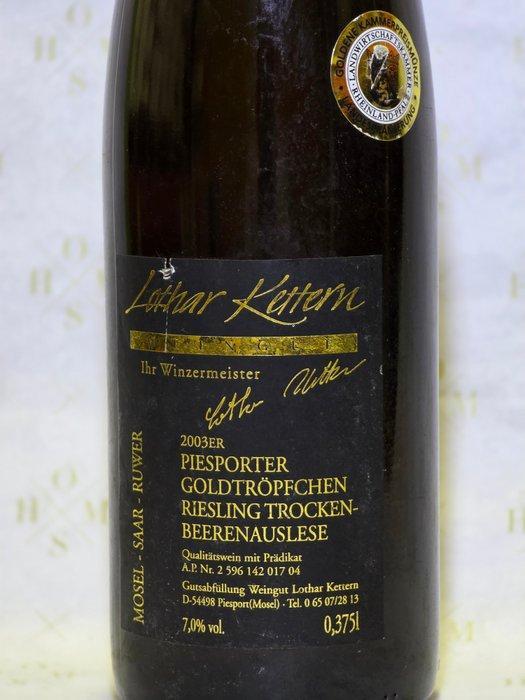 GOLDENE KAMMERPREISMÜNZE
LANDWIRTSCHAFTSKAMMER
RHEINLAND-PFALZ
Lothar Kettern
WEINGUT
Ihr Winzermeister
Lothar Kettern
2003ER
PIESPORTER
GOLDTRÖPFCHEN
RIESLING TROCKEN-
BEERENAUSLESE
Qualitätswein mit Prädikat
A.P. Nr. 2 596 142 017 04
Gutsabfüllung Weingut Lothar Kettern
D-54498 Piesport(Mosel) · Tel. 0 65 07/28 13
7,0% vol. 0,375l
MOSEL - SAAR - RUWER